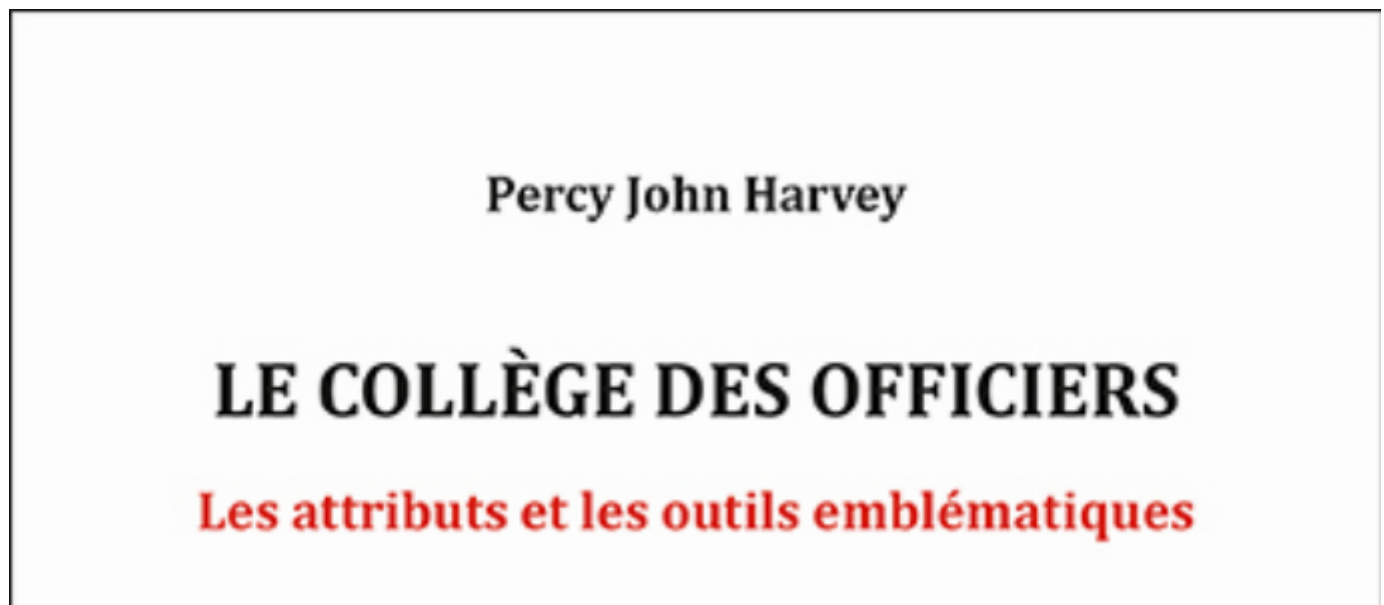 Percy John Harvey
LE COLLÈGE DES OFFICIERS
Les attributs et les outils emblématiques